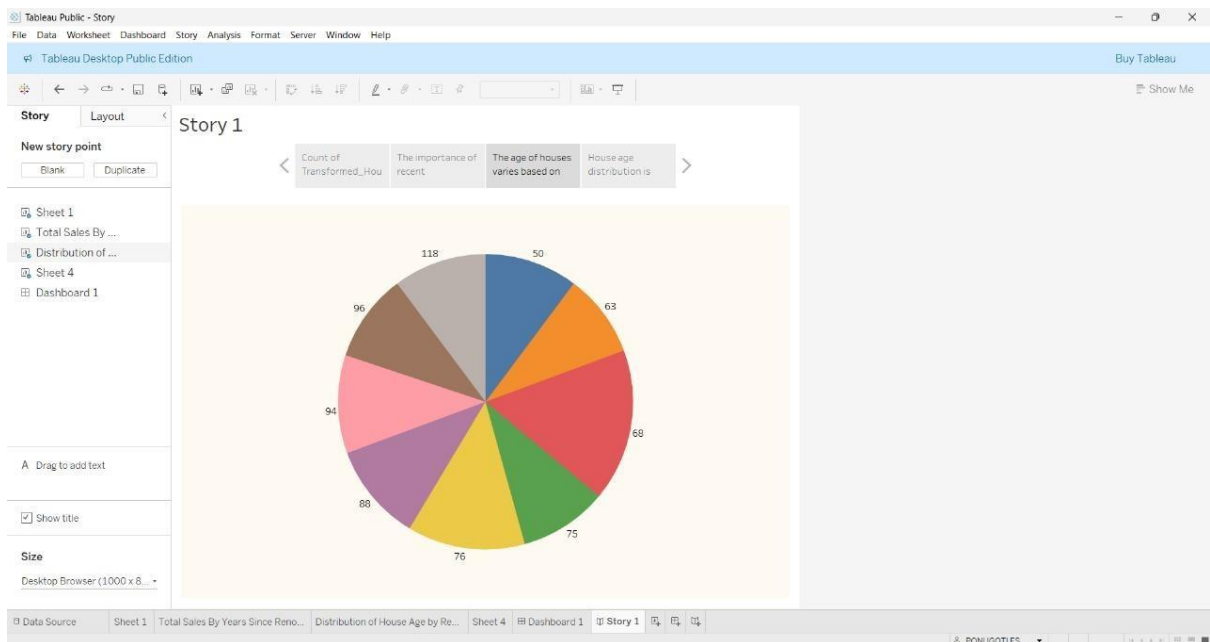 Tableau Public - Story
File Data Worksheet Dashboard Story Analysis Format Server Window Help
Tableau Desktop Public Edition
Buy Tableau
Show Me
Story Layout
New story point
Blank Duplicate
Sheet 1
Total Sales By ...
Distribution of ...
Sheet 4
Dashboard 1
A Drag to add text
Show title
Size
Desktop Browser (1000 x 8...
Story 1
Count of
Transformed_Hou
The importance of
recent
The age of houses
varies based on
House age
distribution is
118
50
96
63
94
68
88
75
76
Data Source Sheet 1 Total Sales By Years Since Reno... Distribution of House Age by Re... Sheet 4 Dashboard 1 Story 1